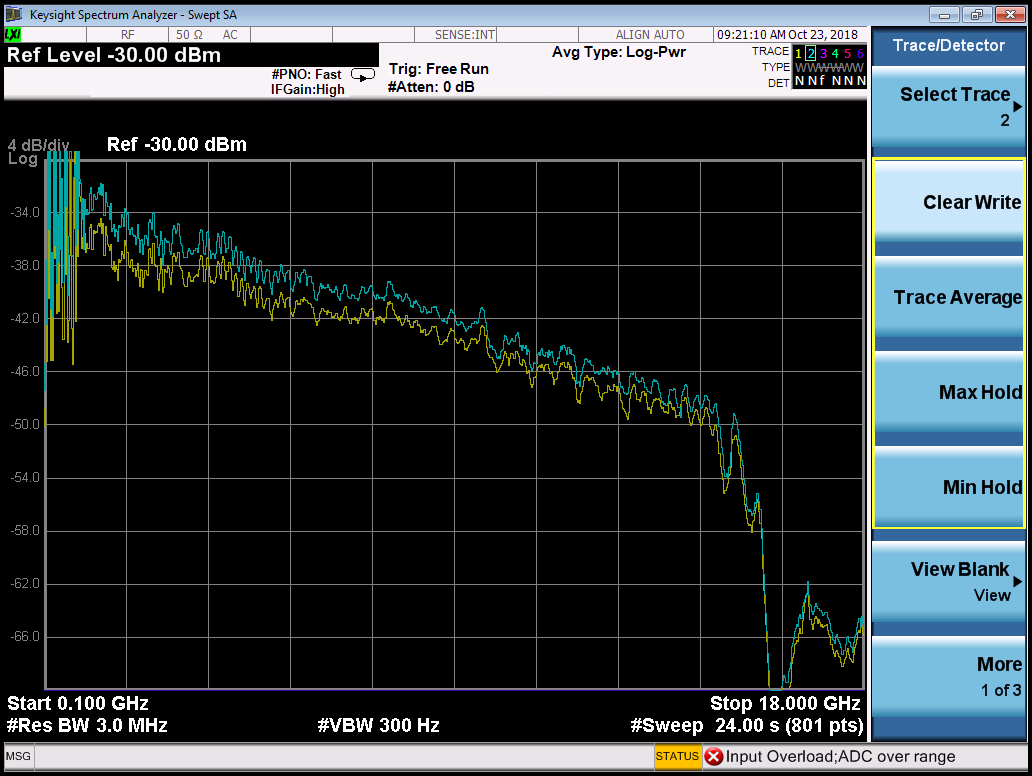 Keysight Spectrum Analyzer - Swept SA
LXI RF 50 Ω AC SENSE:INT ALIGN AUTO 09:21:10 AM Oct 23, 2018
Ref Level -30.00 dBm
#PNO: Fast
IFGain:High
Trig: Free Run
#Atten: 0 dB
Avg Type: Log-Pwr
TRACE 1 2 3 4 5 6
TYPE WWWWWW
DET N N f N N N
4 dB/div
Log
Ref -30.00 dBm
-34.0
-38.0
-42.0
-46.0
-50.0
-54.0
-58.0
-62.0
-66.0
Start 0.100 GHz
Stop 18.000 GHz
#Res BW 3.0 MHz
#VBW 300 Hz
#Sweep 24.00 s (801 pts)
MSG
STATUS
Input Overload;ADC over range
Trace/Detector
Select Trace
2
Clear Write
Trace Average
Max Hold
Min Hold
View Blank
View
More
1 of 3